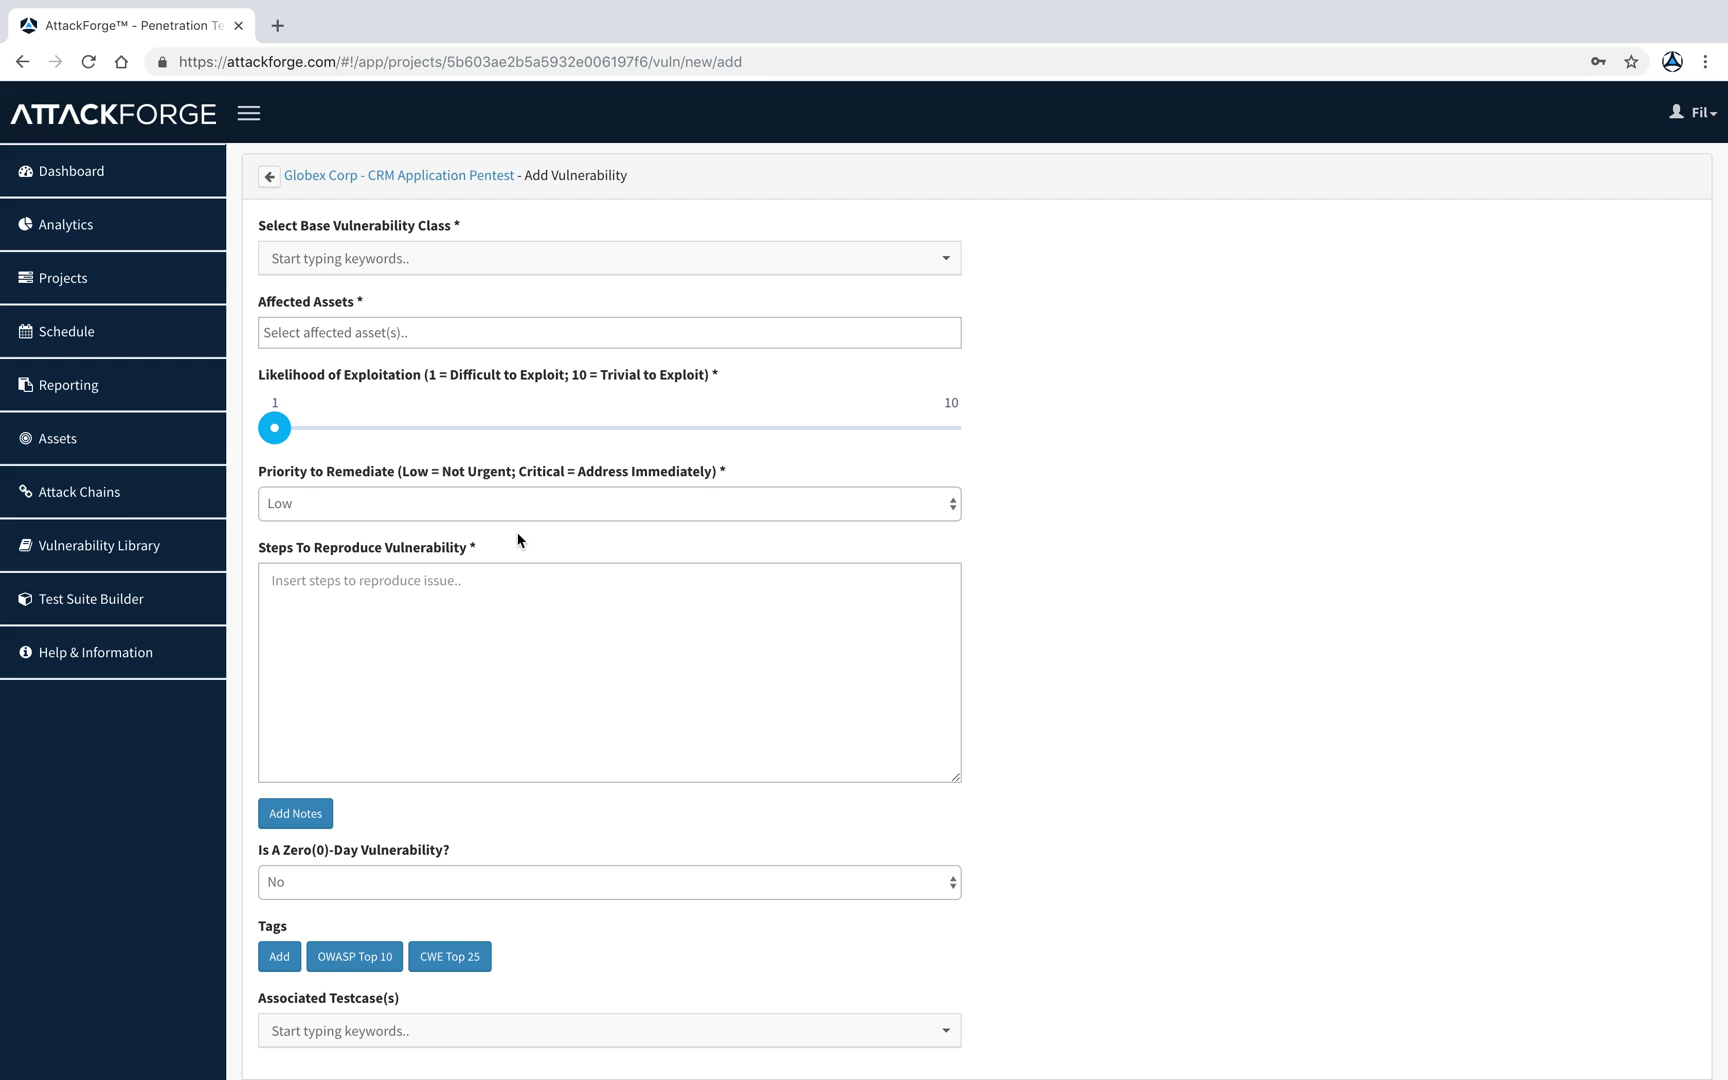 AttackForge™ - Penetration Te
https://attackforge.com/#!/app/projects/5b603ae2b5a5932e006197f6/vuln/new/add
ATTACKFORGE
Fil
Dashboard
Analytics
Projects
Schedule
Reporting
Assets
Attack Chains
Vulnerability Library
Test Suite Builder
Help & Information
Globex Corp - CRM Application Pentest - Add Vulnerability
Select Base Vulnerability Class *
Start typing keywords..
Affected Assets *
Select affected asset(s)..
Likelihood of Exploitation (1 = Difficult to Exploit; 10 = Trivial to Exploit) *
1 10
Priority to Remediate (Low = Not Urgent; Critical = Address Immediately) *
Low
Steps To Reproduce Vulnerability *
Insert steps to reproduce issue..
Add Notes
Is A Zero(0)-Day Vulnerability?
No
Tags
Add OWASP Top 10 CWE Top 25
Associated Testcase(s)
Start typing keywords..